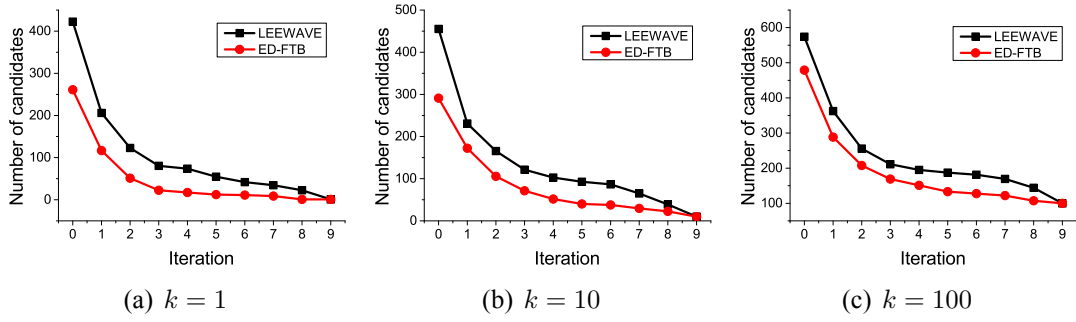 400
300
200
100
0
Number of candidates
LEEWAVE
ED-FTB
0 1 2 3 4 5 6 7 8 9
Iteration
(a) k = 1
500
400
300
200
100
0
Number of candidates
LEEWAVE
ED-FTB
0 1 2 3 4 5 6 7 8 9
Iteration
(b) k = 10
600
500
400
300
200
100
Number of candidates
LEEWAVE
ED-FTB
0 1 2 3 4 5 6 7 8 9
Iteration
(c) k = 100